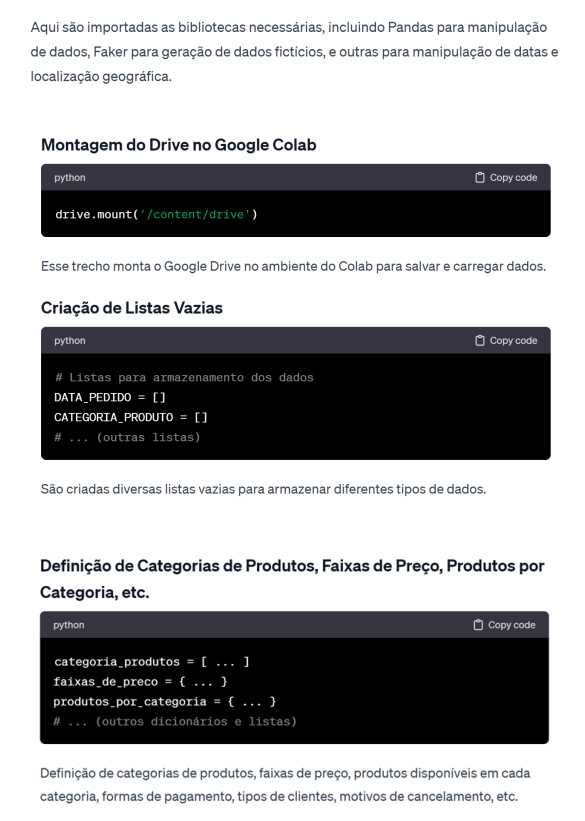 Aqui são importadas as bibliotecas necessárias, incluindo Pandas para manipulação
de dados, Faker para geração de dados fictícios, e outras para manipulação de datas e
localização geográfica.
Montagem do Drive no Google Colab
python Copy code
drive.mount('/content/drive')
Esse trecho monta o Google Drive no ambiente do Colab para salvar e carregar dados.
Criação de Listas Vazias
python Copy code
# Listas para armazenamento dos dados
DATA_PEDIDO = []
CATEGORIA_PRODUTO = []
# ... (outras listas)
São criadas diversas listas vazias para armazenar diferentes tipos de dados.
Definição de Categorias de Produtos, Faixas de Preço, Produtos por
Categoria, etc.
python Copy code
categoria_produtos = [ ... ]
faixas_de_preco = { ... }
produtos_por_categoria = { ... }
# ... (outros dicionários e listas)
Definição de categorias de produtos, faixas de preço, produtos disponíveis em cada
categoria, formas de pagamento, tipos de clientes, motivos de cancelamento, etc.